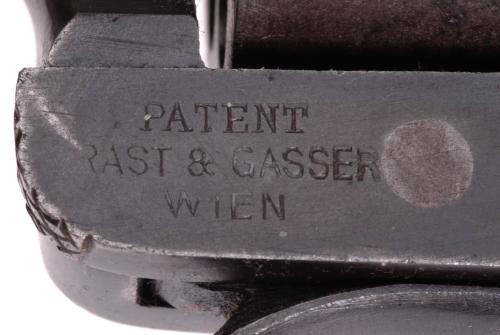 PATENT
RAST & GASSER
WIEN